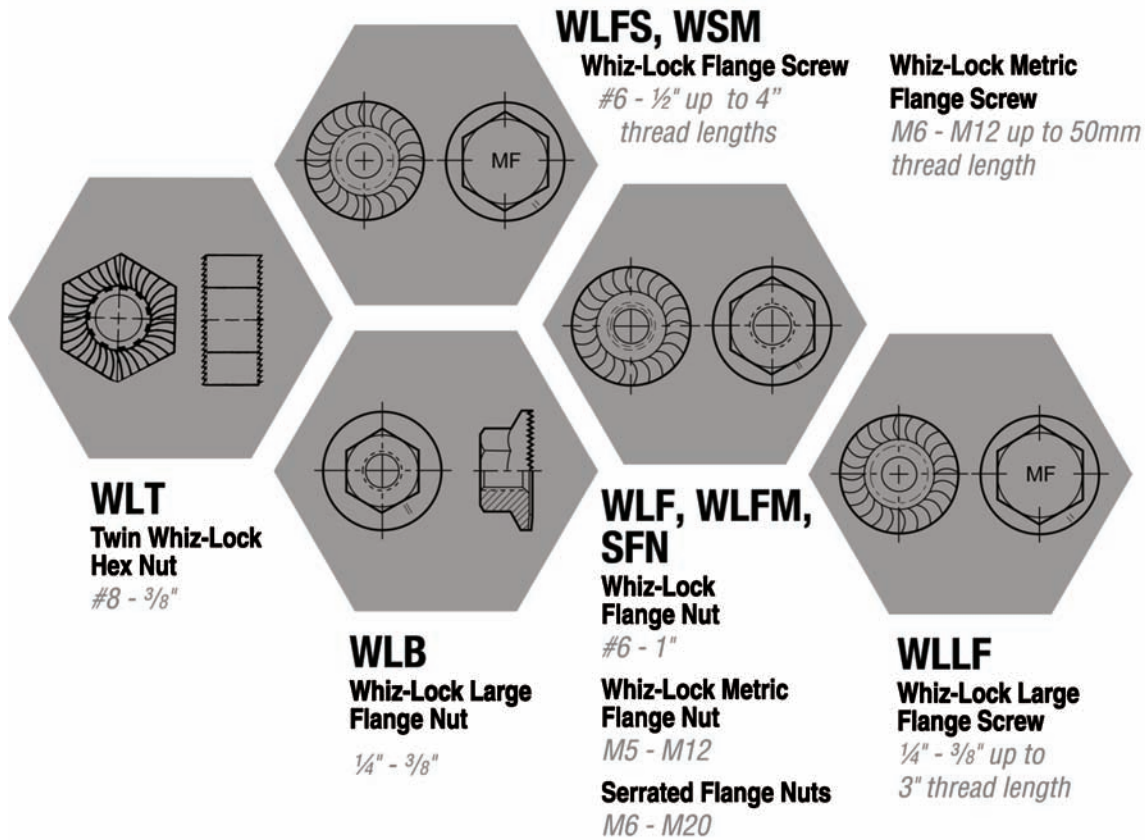 WLFS, WSM
Whiz-Lock Flange Screw
#6 - ½" up to 4”
thread lengths
Whiz-Lock Metric
Flange Screw
M6 - M12 up to 50mm
thread length
MF
WLT
Twin Whiz-Lock
Hex Nut
#8 - ³/₈"
WLB
Whiz-Lock Large
Flange Nut
¼" - ³/₈"
WLF, WLFM,
SFN
Whiz-Lock
Flange Nut
#6 - 1"
Whiz-Lock Metric
Flange Nut
M5 - M12
Serrated Flange Nuts
M6 - M20
MF
WLLF
Whiz-Lock Large
Flange Screw
¼" - ³/₈" up to
3" thread length